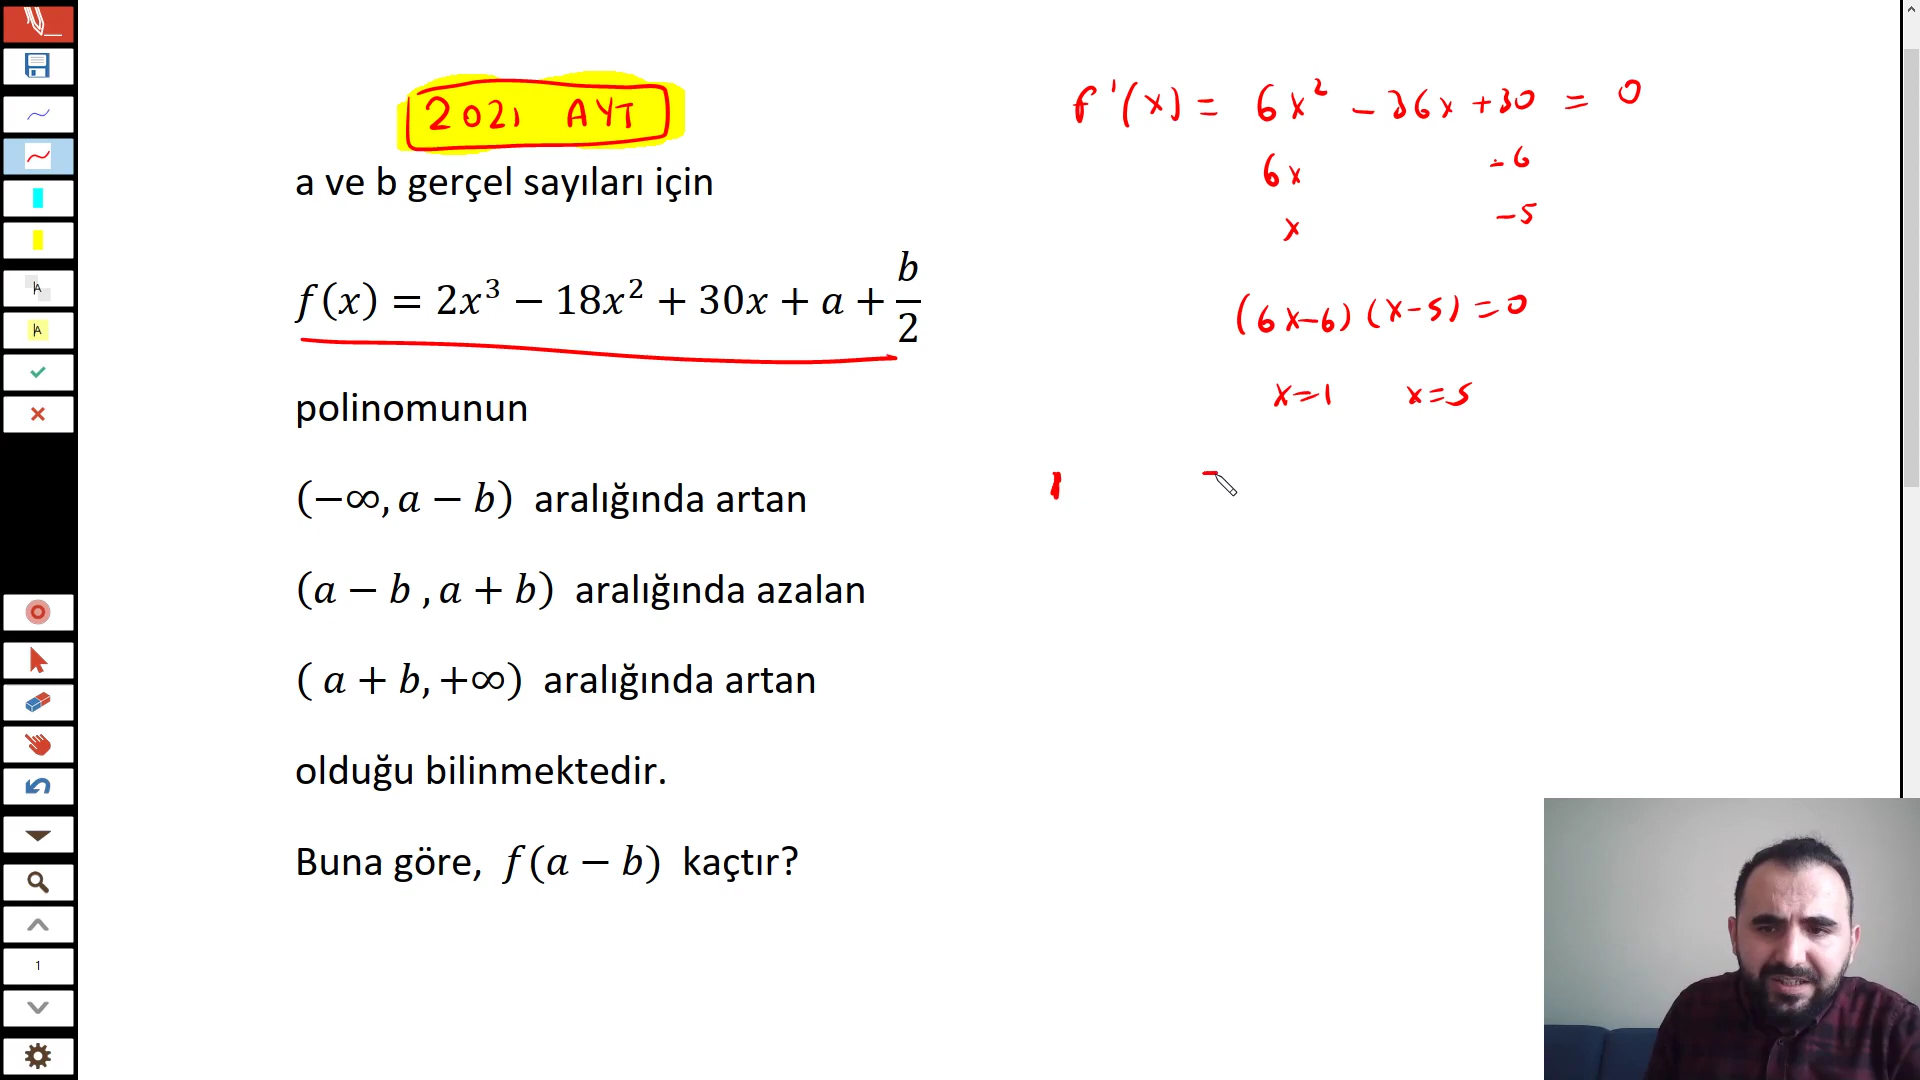 2021 AYT
a ve b gerçel sayıları için
f(x) = 2x³ − 18x² + 30x + a + b/2
polinomunun
(−∞, a − b) aralığında artan
(a − b , a + b) aralığında azalan
( a + b, +∞) aralığında artan
olduğu bilinmektedir.
Buna göre, f(a − b) kaçtır?
f'(x) = 6x² − 36x + 30 = 0
6x −6
x −5
(6x−6) (x−5) = 0
x=1 x=5
1
A
A
1